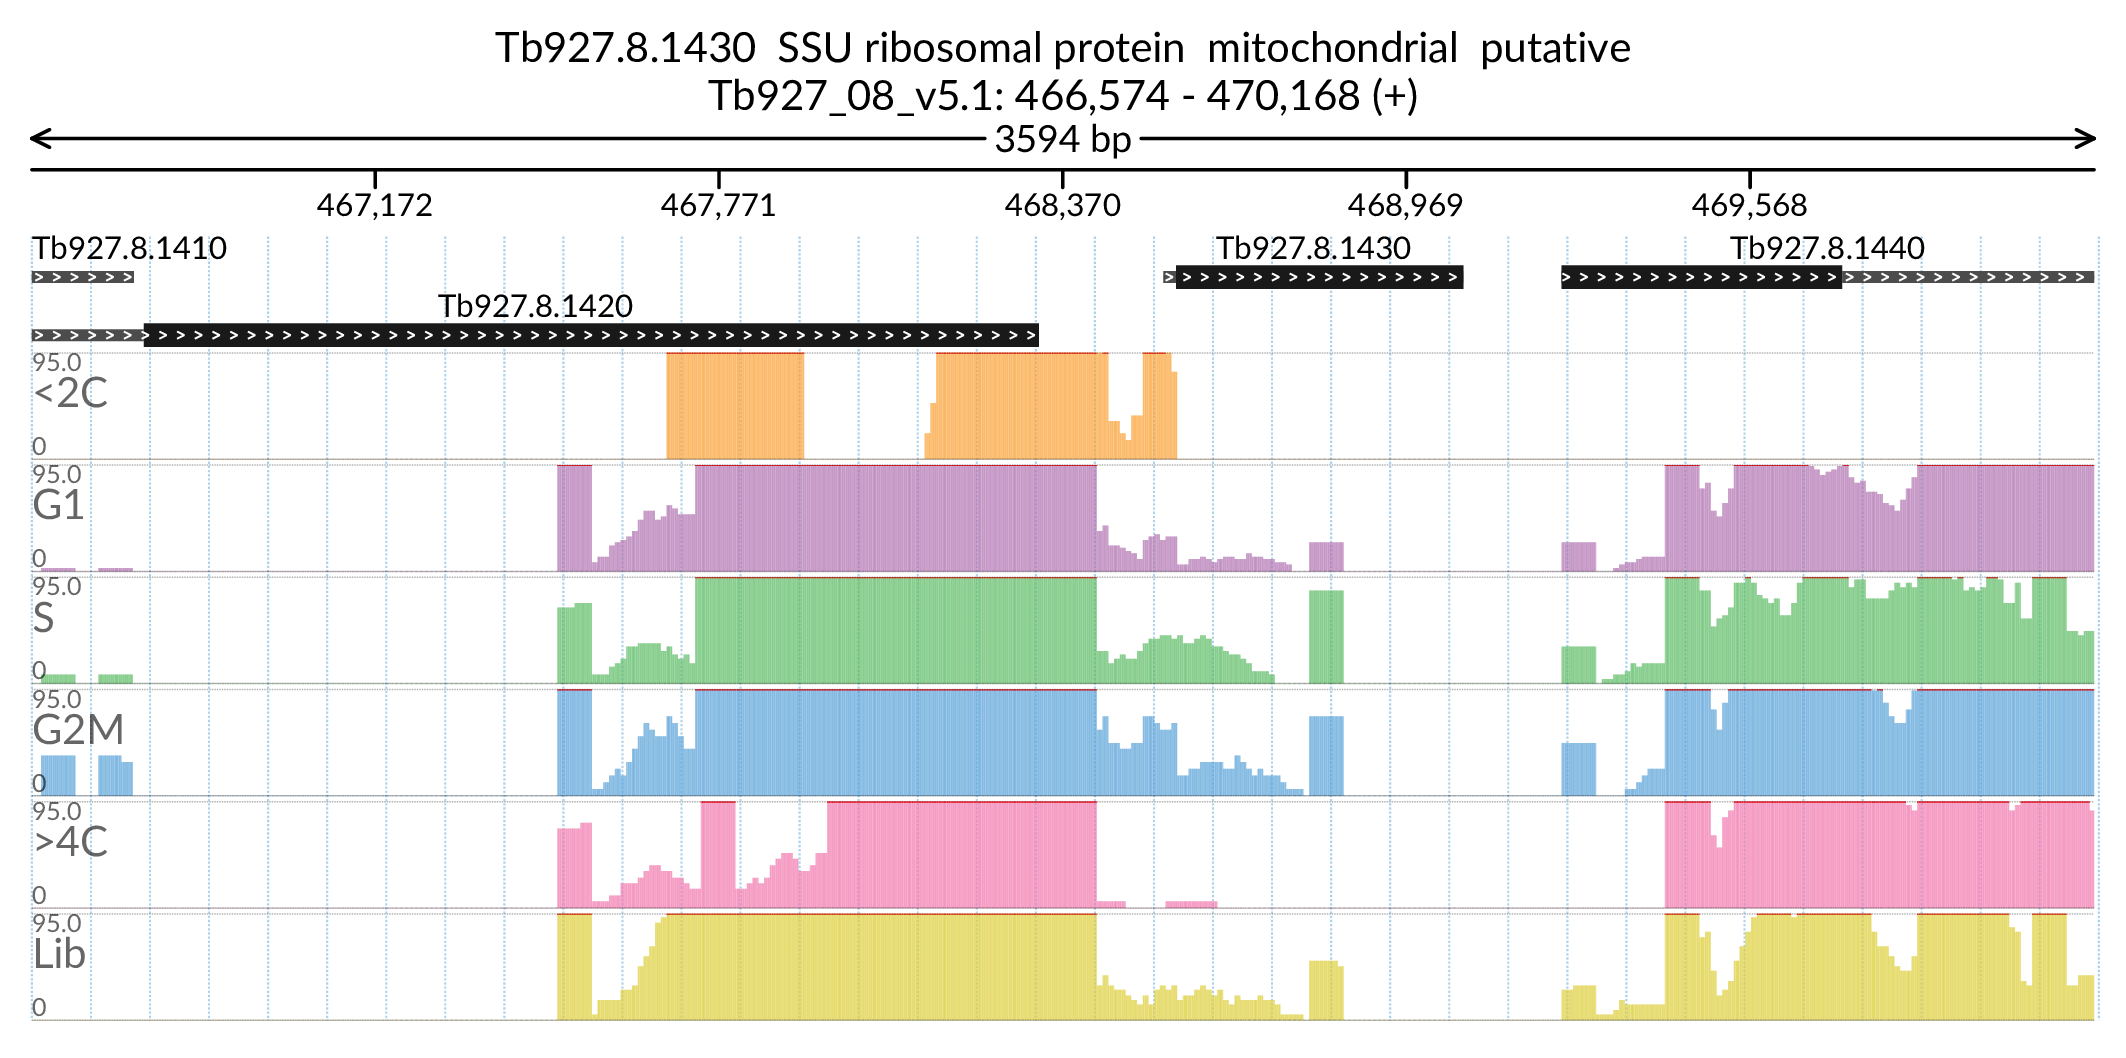 Tb927.8.1430  SSU ribosomal protein  mitochondrial  putative
Tb927_08_v5.1: 466,574 - 470,168 (+)
3594 bp
467,172 467,771 468,370 468,969 469,568
Tb927.8.1410 Tb927.8.1430 Tb927.8.1440
Tb927.8.1420
95.0
<2C
0
95.0
G1
0
95.0
S
0
95.0
G2M
0
95.0
>4C
0
95.0
Lib
0